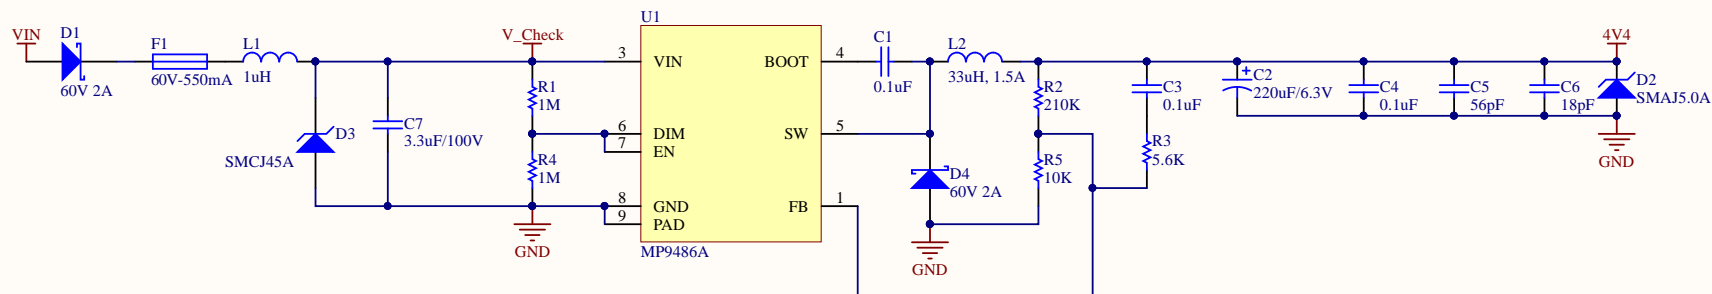 VIN
D1
60V 2A
F1
60V-550mA
L1
1uH
D3
SMCJ45A
C7
3.3uF/100V
V_Check
R1
1M
R4
1M
GND
U1
3 VIN BOOT 4
6 DIM SW 5
7 EN
8 GND FB 1
9 PAD
MP9486A
C1
0.1uF
L2
33uH, 1.5A
D4
60V 2A
GND
R2
210K
R5
10K
C3
0.1uF
R3
5.6K
+
C2
220uF/6.3V
C4
0.1uF
C5
56pF
C6
18pF
4V4
D2
SMAJ5.0A
GND